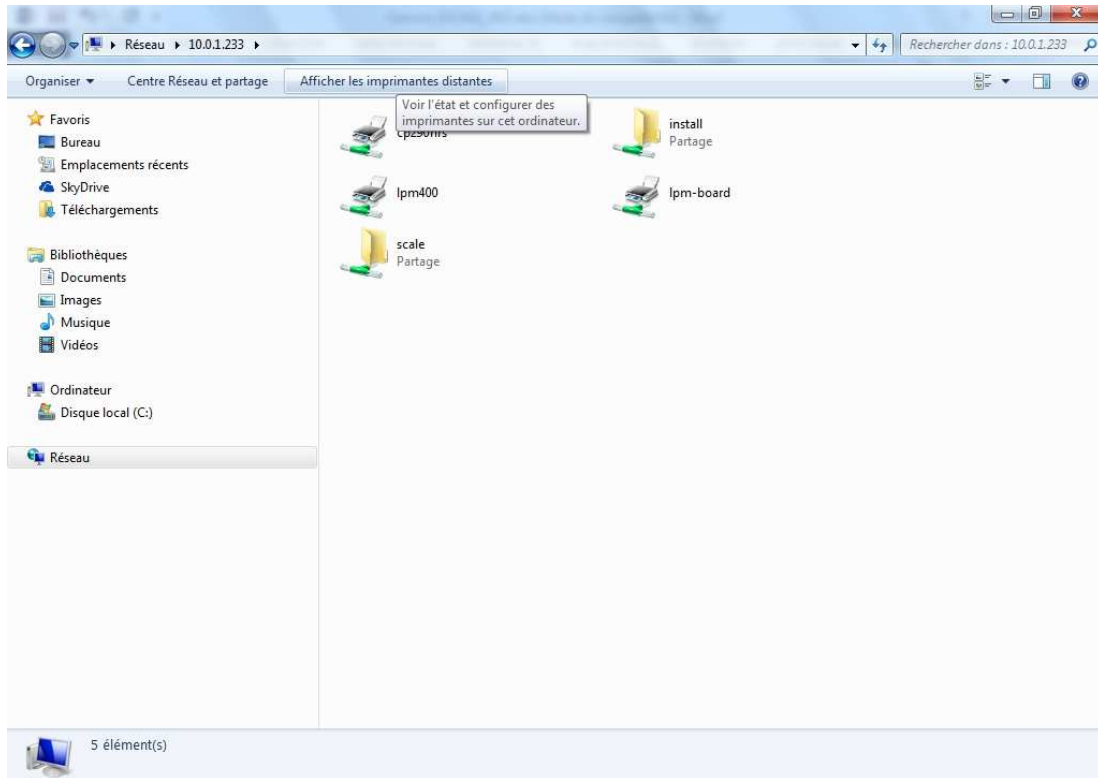 Réseau ▸ 10.0.1.233 ▸
Rechercher dans : 10.0.1.233
Organiser
Centre Réseau et partage
Afficher les imprimantes distantes
Voir l'état et configurer des
imprimantes sur cet ordinateur.
Favoris
Bureau
Emplacements récents
SkyDrive
Téléchargements
Bibliothèques
Documents
Images
Musique
Vidéos
Ordinateur
Disque local (C:)
Réseau
install
Partage
lpm400
lpm-board
scale
Partage
5 élément(s)